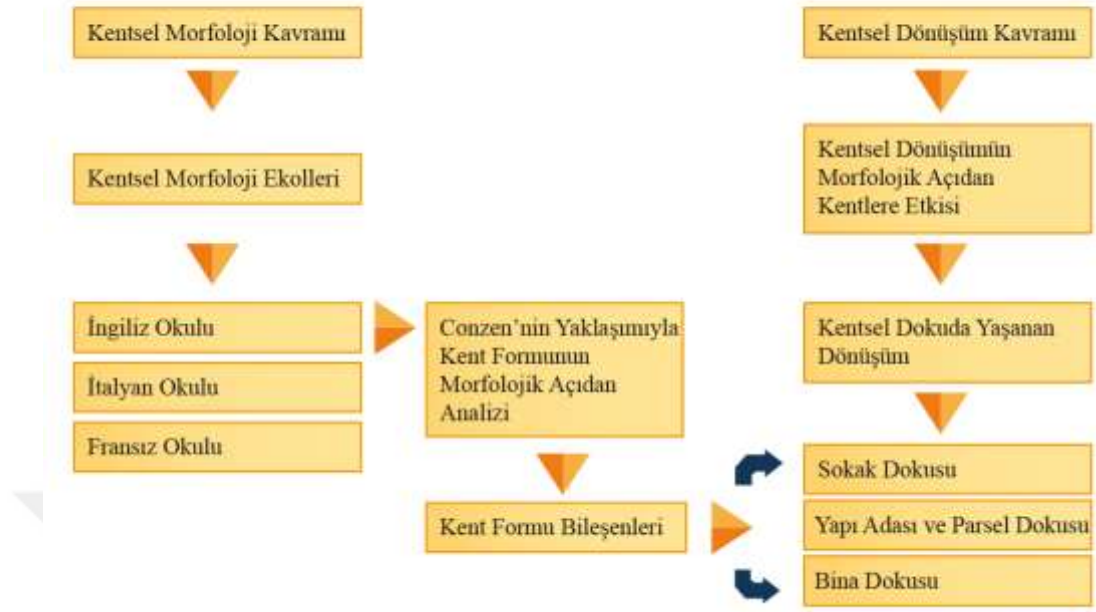 Kentsel Morfoloji Kavramı
Kentsel Morfoloji Ekolleri
İngiliz Okulu
İtalyan Okulu
Fransız Okulu
Conzen’nin Yaklaşımıyla
Kent Formunun
Morfolojik Açıdan
Analizi
Kent Formu Bileşenleri
Kentsel Dönüşüm Kavramı
Kentsel Dönüşümün
Morfolojik Açıdan
Kentlere Etkisi
Kentsel Dokuda Yaşanan
Dönüşüm
Sokak Dokusu
Yapı Adası ve Parsel Dokusu
Bina Dokusu